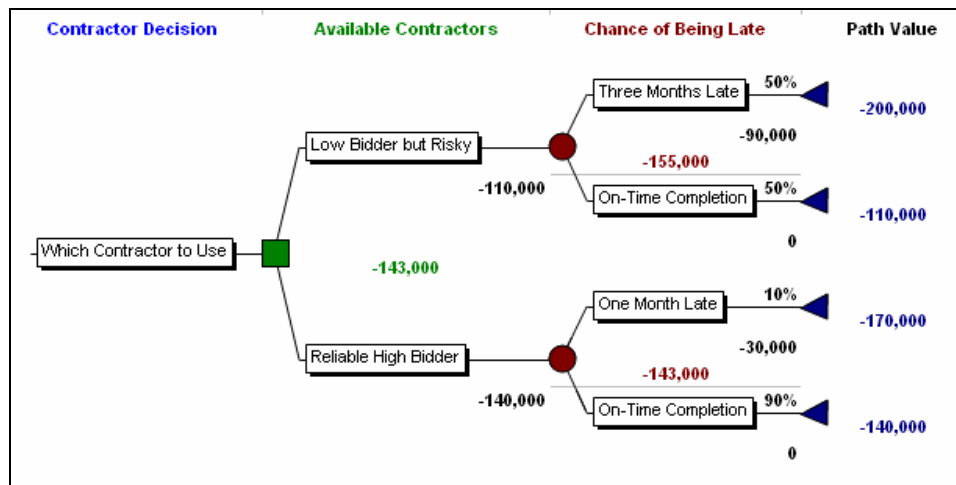 Contractor Decision
Available Contractors
Chance of Being Late
Path Value
Three Months Late
50%
-200,000
-90,000
Low Bidder but Risky
-155,000
-110,000
On-Time Completion
50%
-110,000
0
Which Contractor to Use
-143,000
One Month Late
10%
-170,000
-30,000
Reliable High Bidder
-143,000
-140,000
On-Time Completion
90%
-140,000
0